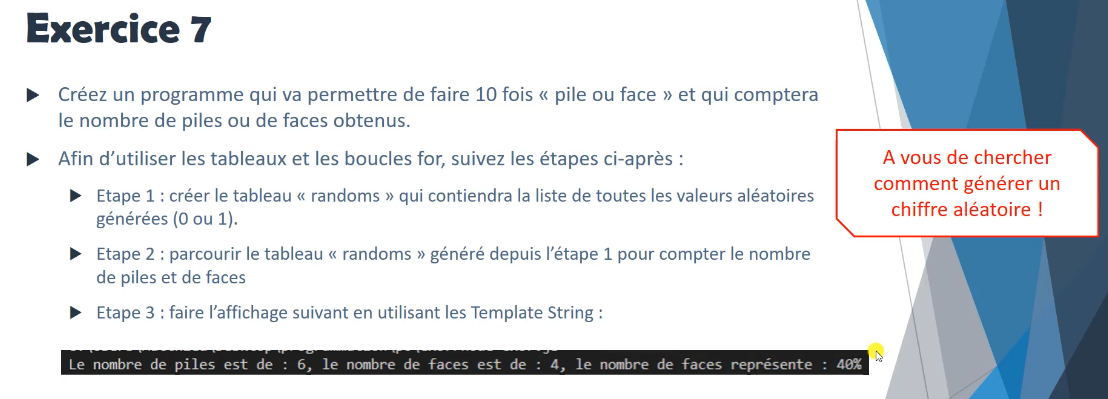 Exercice 7
Créez un programme qui va permettre de faire 10 fois « pile ou face » et qui comptera
le nombre de piles ou de faces obtenus.
Afin d'utiliser les tableaux et les boucles for, suivez les étapes ci-après :
Etape 1 : créer le tableau « randoms » qui contiendra la liste de toutes les valeurs aléatoires
générées (0 ou 1).
Etape 2 : parcourir le tableau « randoms » généré depuis l'étape 1 pour compter le nombre
de piles et de faces
Etape 3 : faire l'affichage suivant en utilisant les Template String :
Le nombre de piles est de : 6, le nombre de faces est de : 4, le nombre de faces représente : 40%
A vous de chercher
comment générer un
chiffre aléatoire !